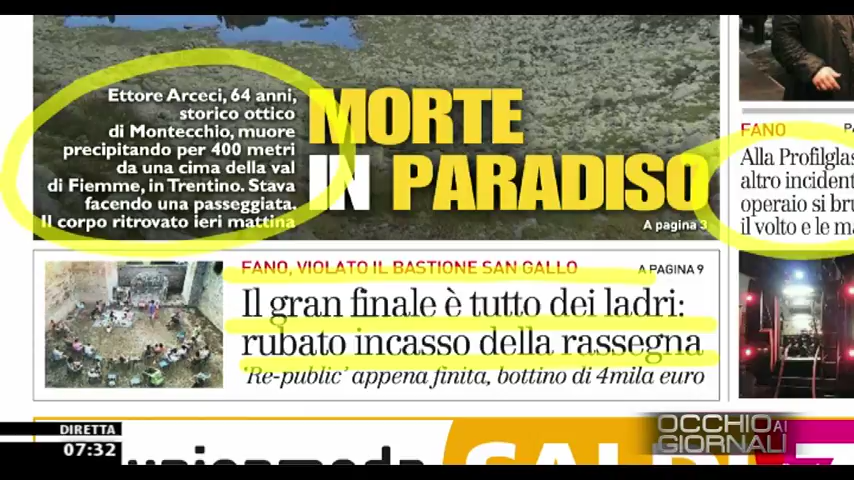 Ettore Arceci, 64 anni,
storico ottico
di Montecchio, muore
precipitando per 400 metri
da una cima della val
di Fiemme, in Trentino. Stava
facendo una passeggiata.
Il corpo ritrovato ieri mattina
MORTE
IN PARADISO
A pagina 3
FANO
Alla Profilglas
altro incident
operaio si bru
il volto e le ma
FANO, VIOLATO IL BASTIONE SAN GALLO
A PAGINA 9
Il gran finale è tutto dei ladri:
rubato incasso della rassegna
‘Re-public’ appena finita, bottino di 4mila euro
DIRETTA
07:32
OCCHIO AI
GIORNALI